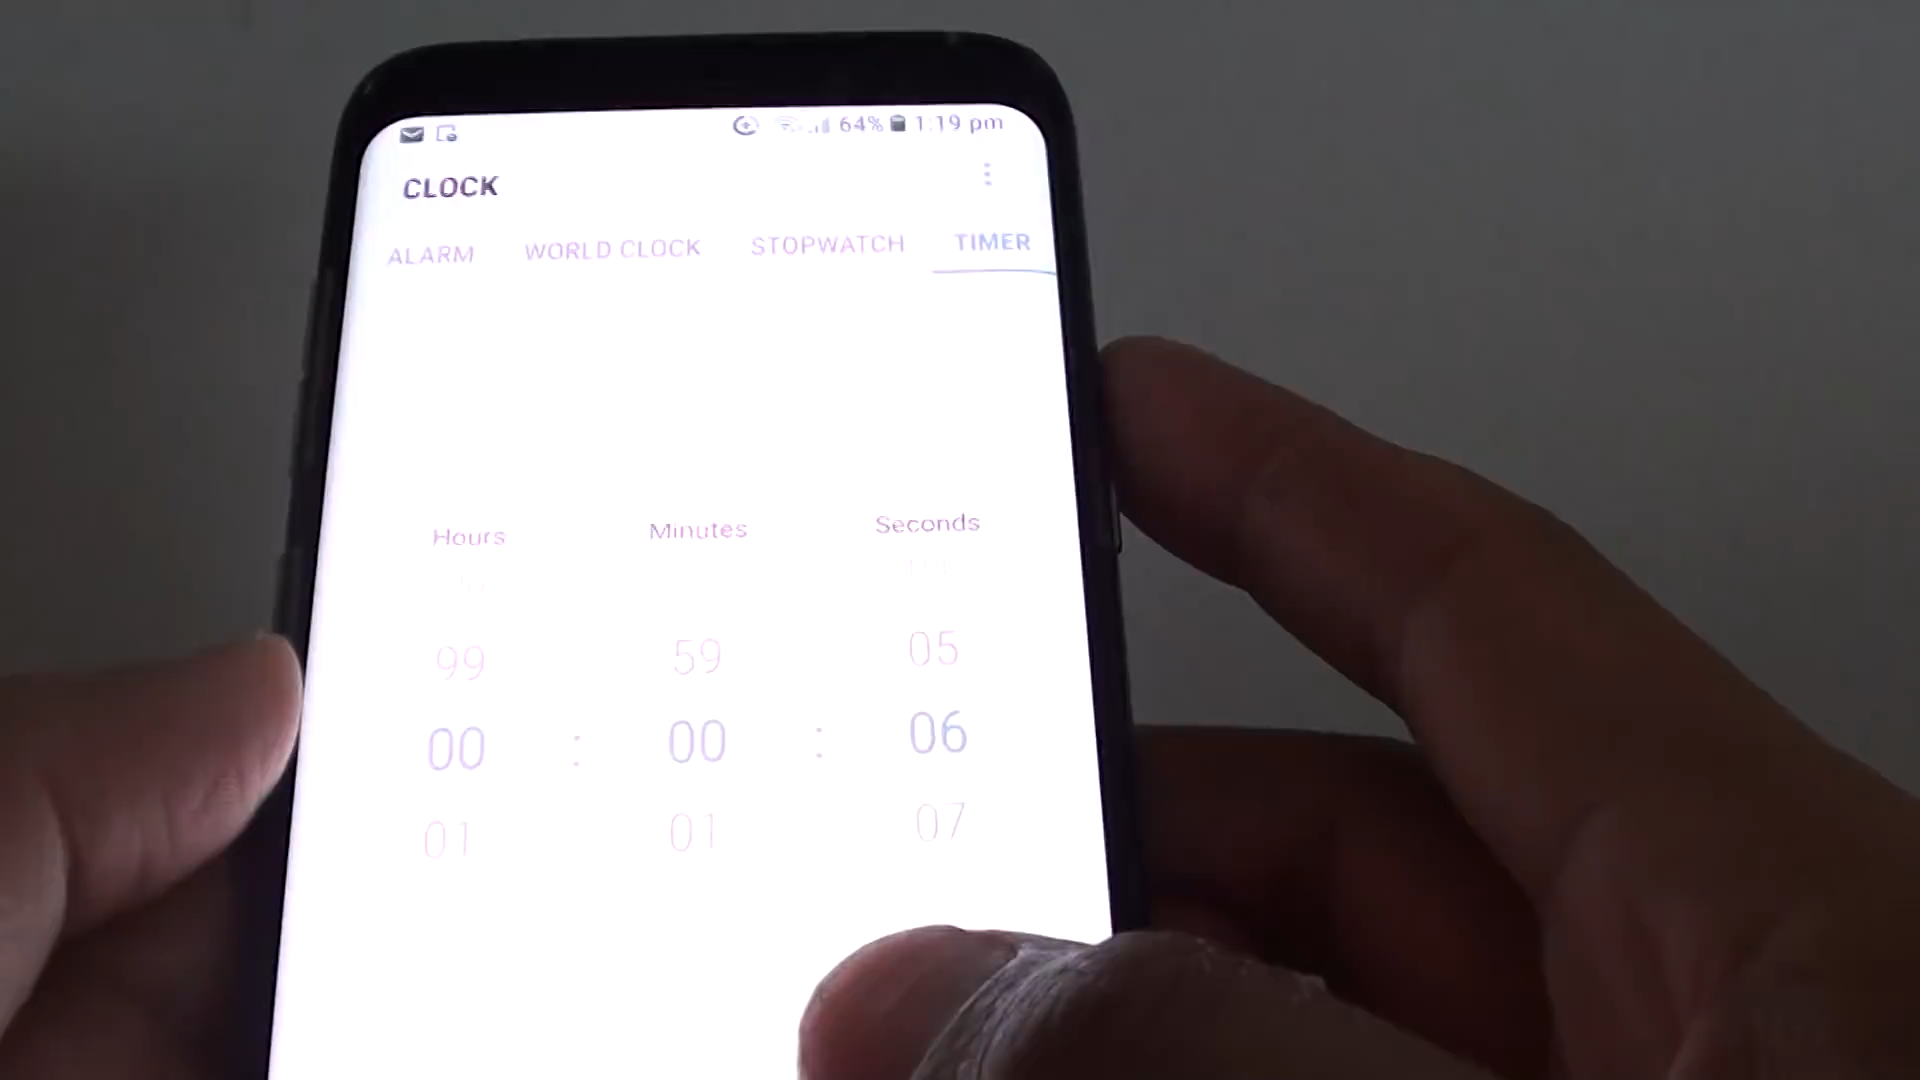 64% 1:19 pm
CLOCK
ALARM WORLD CLOCK STOPWATCH TIMER
Hours Minutes Seconds
99 59 05
00 : 00 : 06
01 01 07